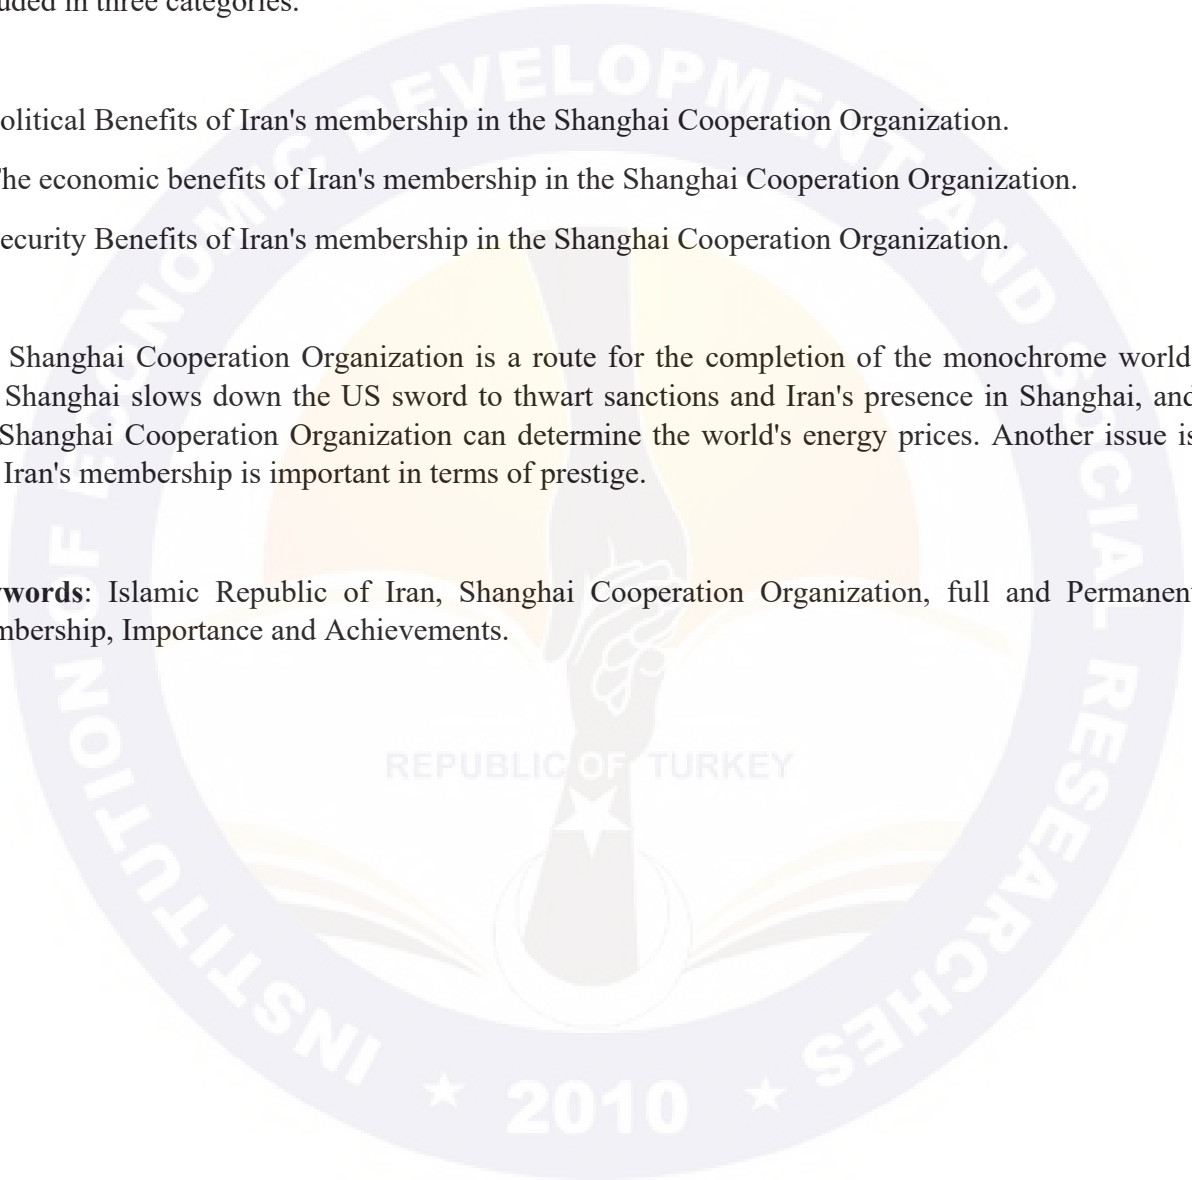 uded in three categories.
olitical Benefits of Iran's membership in the Shanghai Cooperation Organization.
he economic benefits of Iran's membership in the Shanghai Cooperation Organization.
ecurity Benefits of Iran's membership in the Shanghai Cooperation Organization.
Shanghai Cooperation Organization is a route for the completion of the monochrome world
Shanghai slows down the US sword to thwart sanctions and Iran's presence in Shanghai, and
Shanghai Cooperation Organization can determine the world's energy prices. Another issue is
Iran's membership is important in terms of prestige.
words: Islamic Republic of Iran, Shanghai Cooperation Organization, full and Permanent
mbership, Importance and Achievements.
INSTITUTION OF ECONOMIC DEVELOPMENT AND SOCIAL RESEARCHES
REPUBLIC OF TURKEY
★ 2010 ★